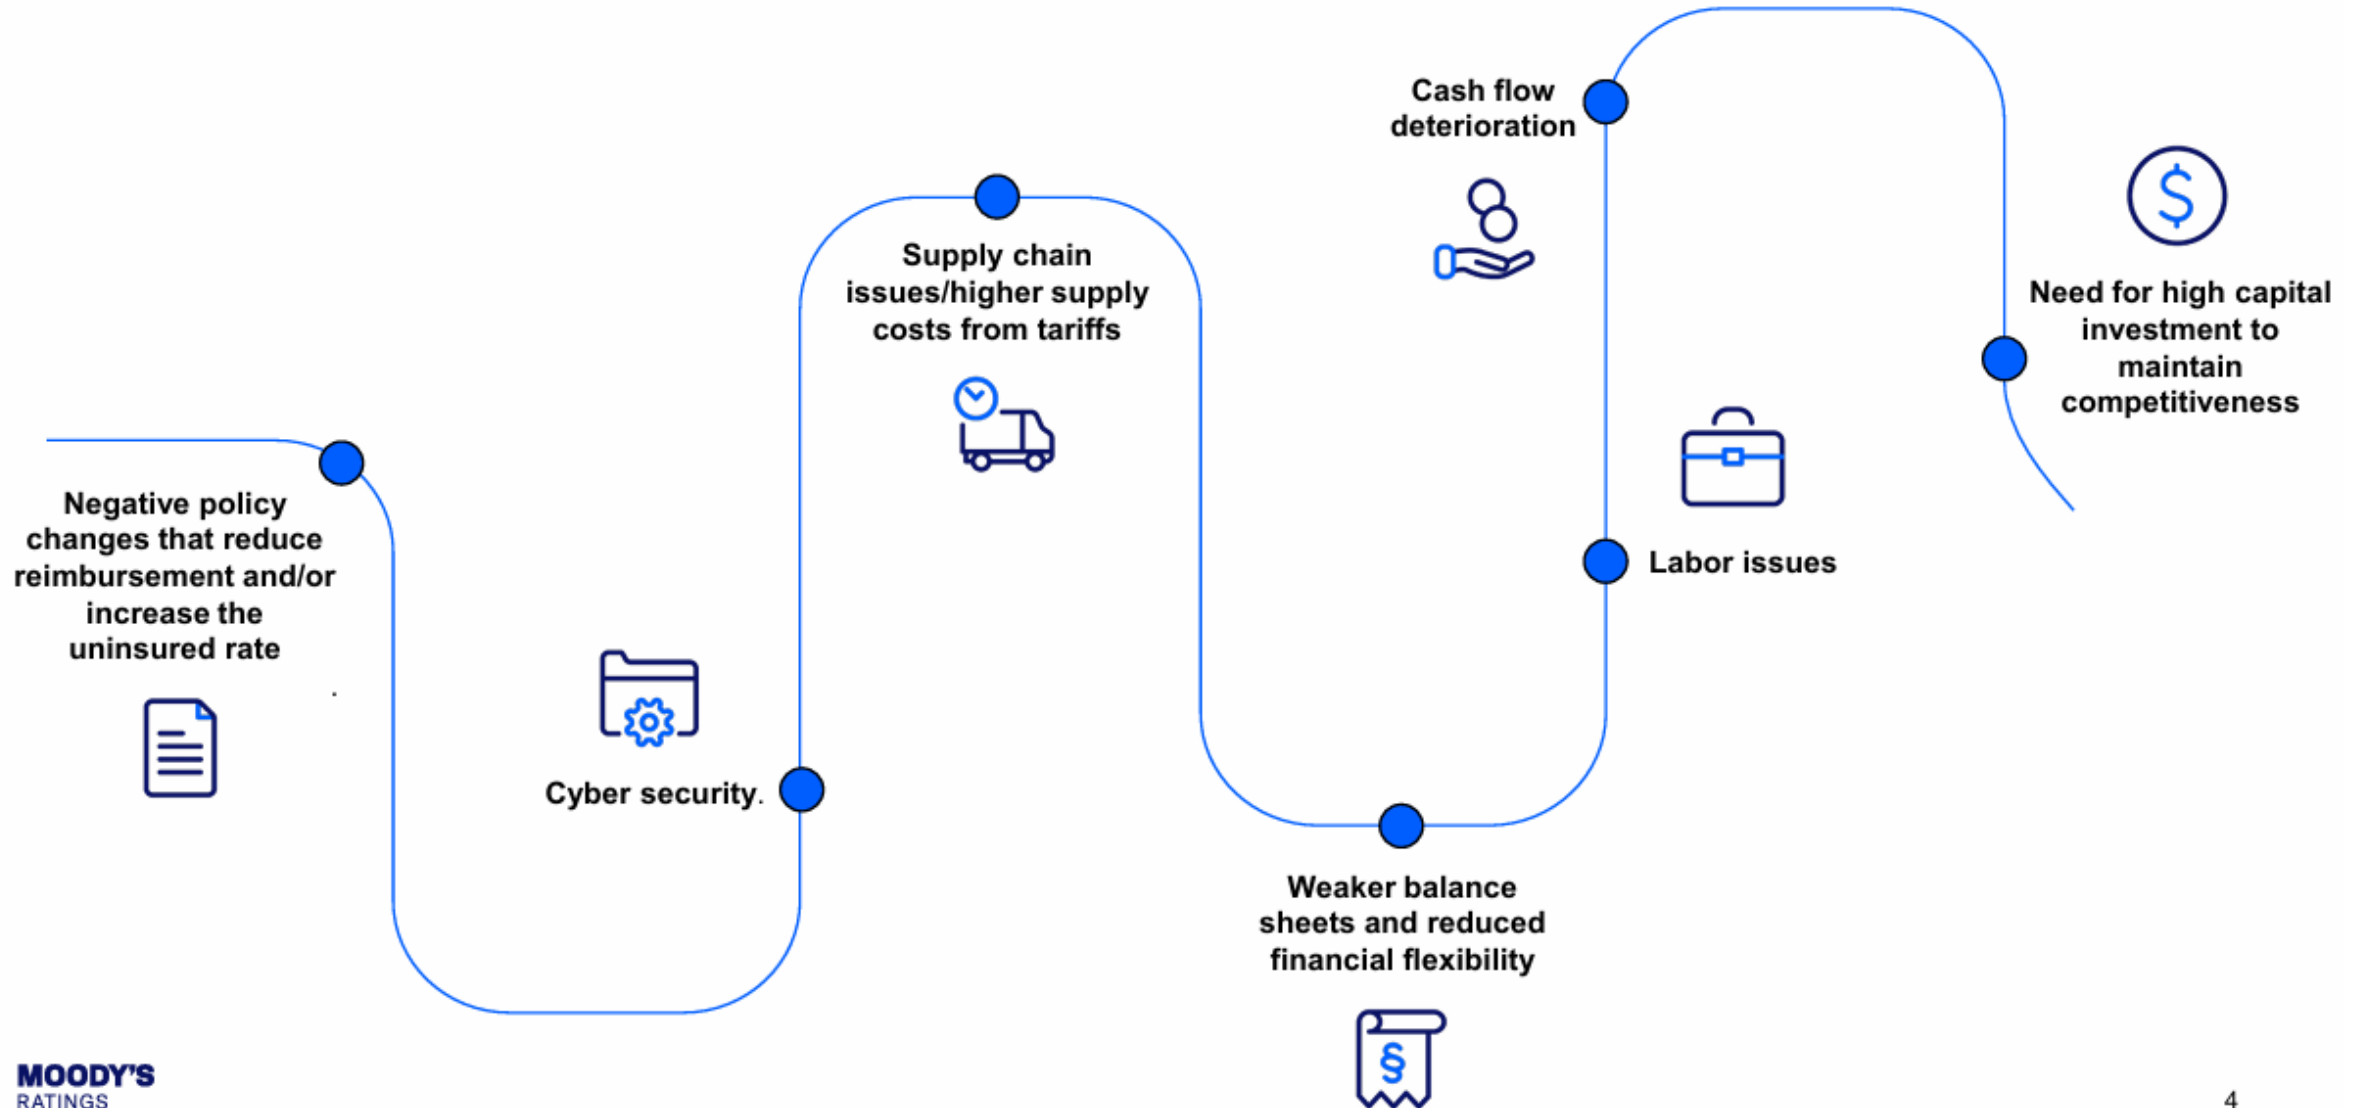 Negative policy
changes that reduce
reimbursement and/or
increase the
uninsured rate
.
Cyber security.
Supply chain
issues/higher supply
costs from tariffs
§
Weaker balance
sheets and reduced
financial flexibility
Labor issues
Cash flow
deterioration
$
Need for high capital
investment to
maintain
competitiveness
MOODY'S
RATINGS
4